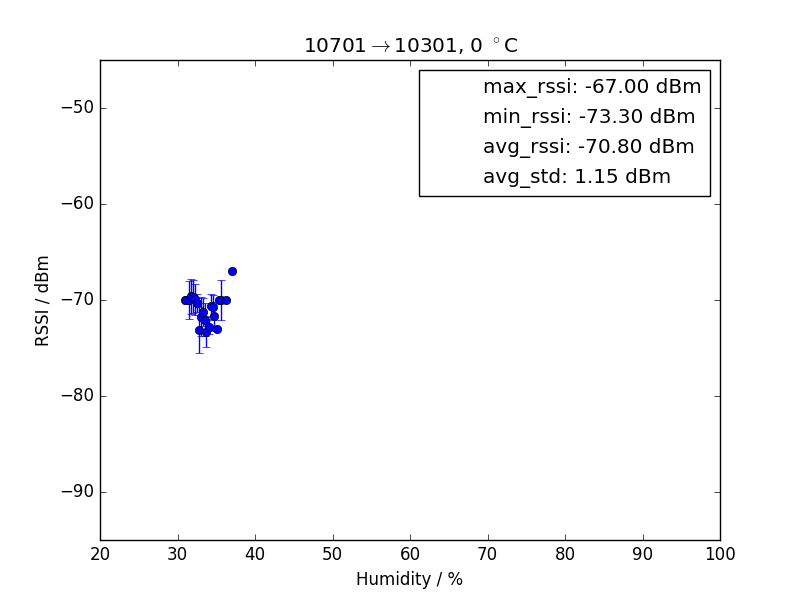 10701→10301, 0 °C
max_rssi: -67.00 dBm
min_rssi: -73.30 dBm
avg_rssi: -70.80 dBm
avg_std: 1.15 dBm
RSSI / dBm
−50
−60
−70
−80
−90
20 30 40 50 60 70 80 90 100
Humidity / %